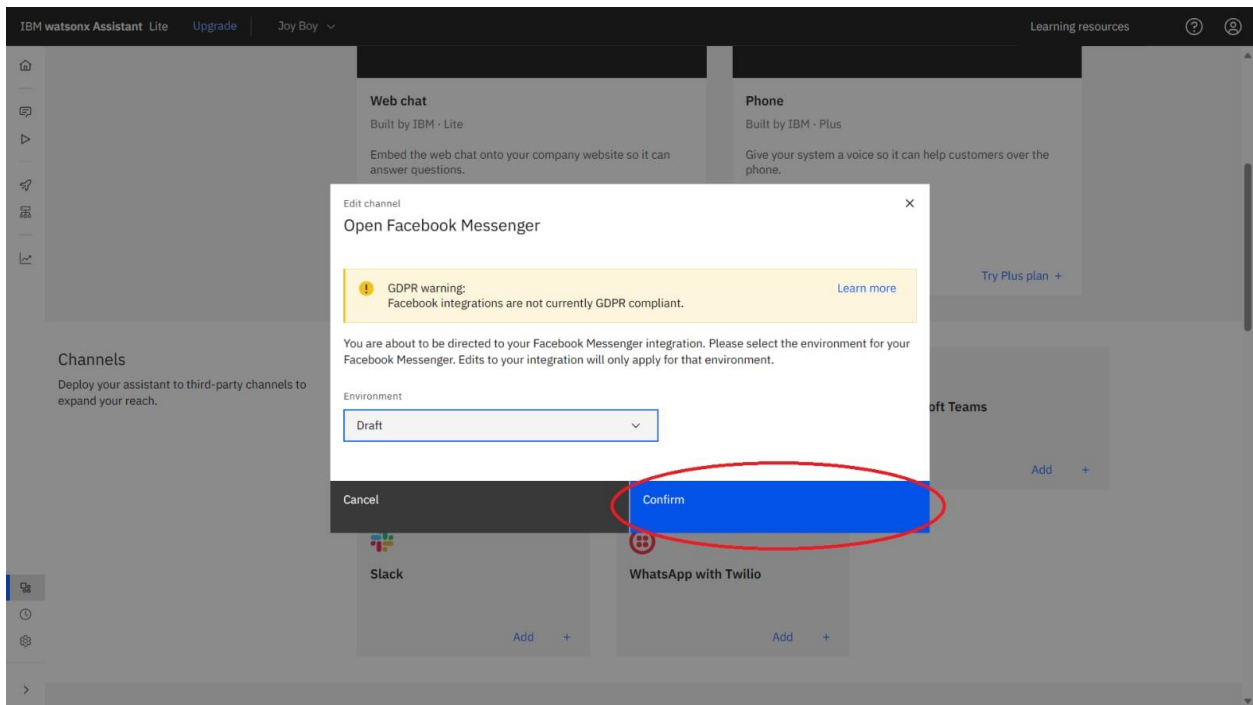 IBM watsonx Assistant Lite Upgrade Joy Boy Learning resources
Web chat
Built by IBM · Lite
Embed the web chat onto your company website so it can
answer questions.
Phone
Built by IBM · Plus
Give your system a voice so it can help customers over the
phone.
Try Plus plan +
Edit channel
Open Facebook Messenger
GDPR warning:
Facebook integrations are not currently GDPR compliant.
Learn more
You are about to be directed to your Facebook Messenger integration. Please select the environment for your
Facebook Messenger. Edits to your integration will only apply for that environment.
Environment
Draft
Cancel
Confirm
Channels
Deploy your assistant to third-party channels to
expand your reach.
oft Teams
Add +
Slack
Add +
WhatsApp with Twilio
Add +